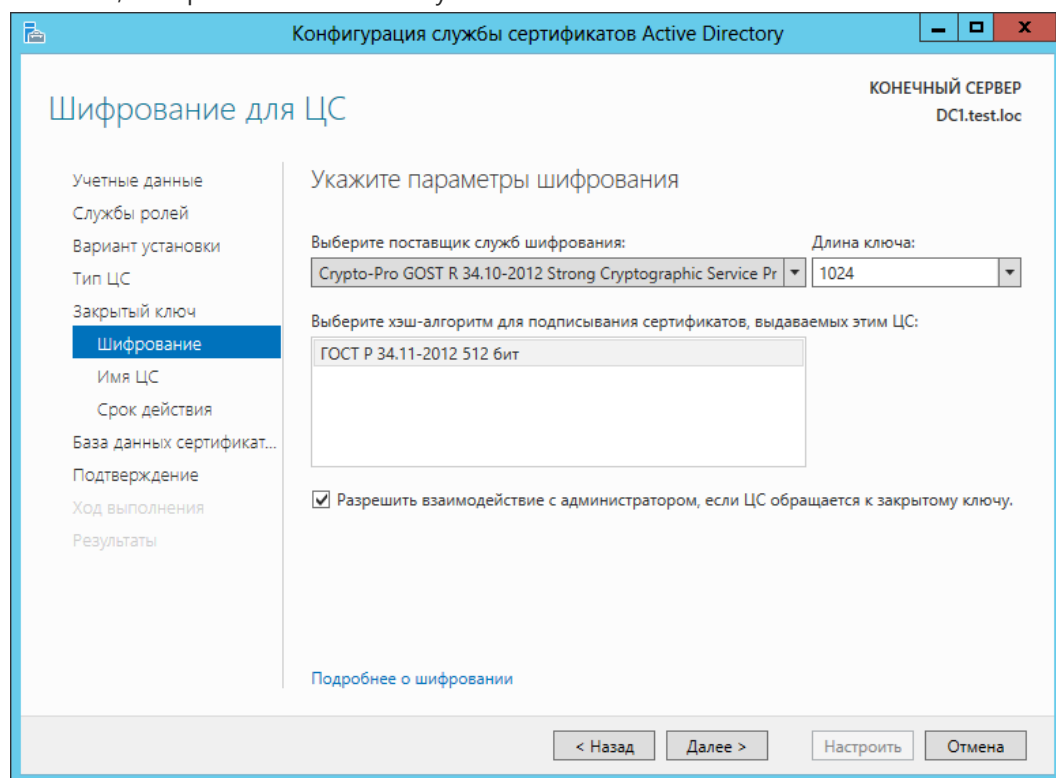 Конфигурация службы сертификатов Active Directory
Шифрование для ЦС
КОНЕЧНЫЙ СЕРВЕР
DC1.test.loc
Учетные данные
Службы ролей
Вариант установки
Тип ЦС
Закрытый ключ
Шифрование
Имя ЦС
Срок действия
База данных сертификат...
Подтверждение
Ход выполнения
Результаты
Укажите параметры шифрования
Выберите поставщик служб шифрования:
Длина ключа:
Crypto-Pro GOST R 34.10-2012 Strong Cryptographic Service Pr
1024
Выберите хэш-алгоритм для подписывания сертификатов, выдаваемых этим ЦС:
ГОСТ Р 34.11-2012 512 бит
Разрешить взаимодействие с администратором, если ЦС обращается к закрытому ключу.
Подробнее о шифровании
< Назад
Далее >
Настроить
Отмена